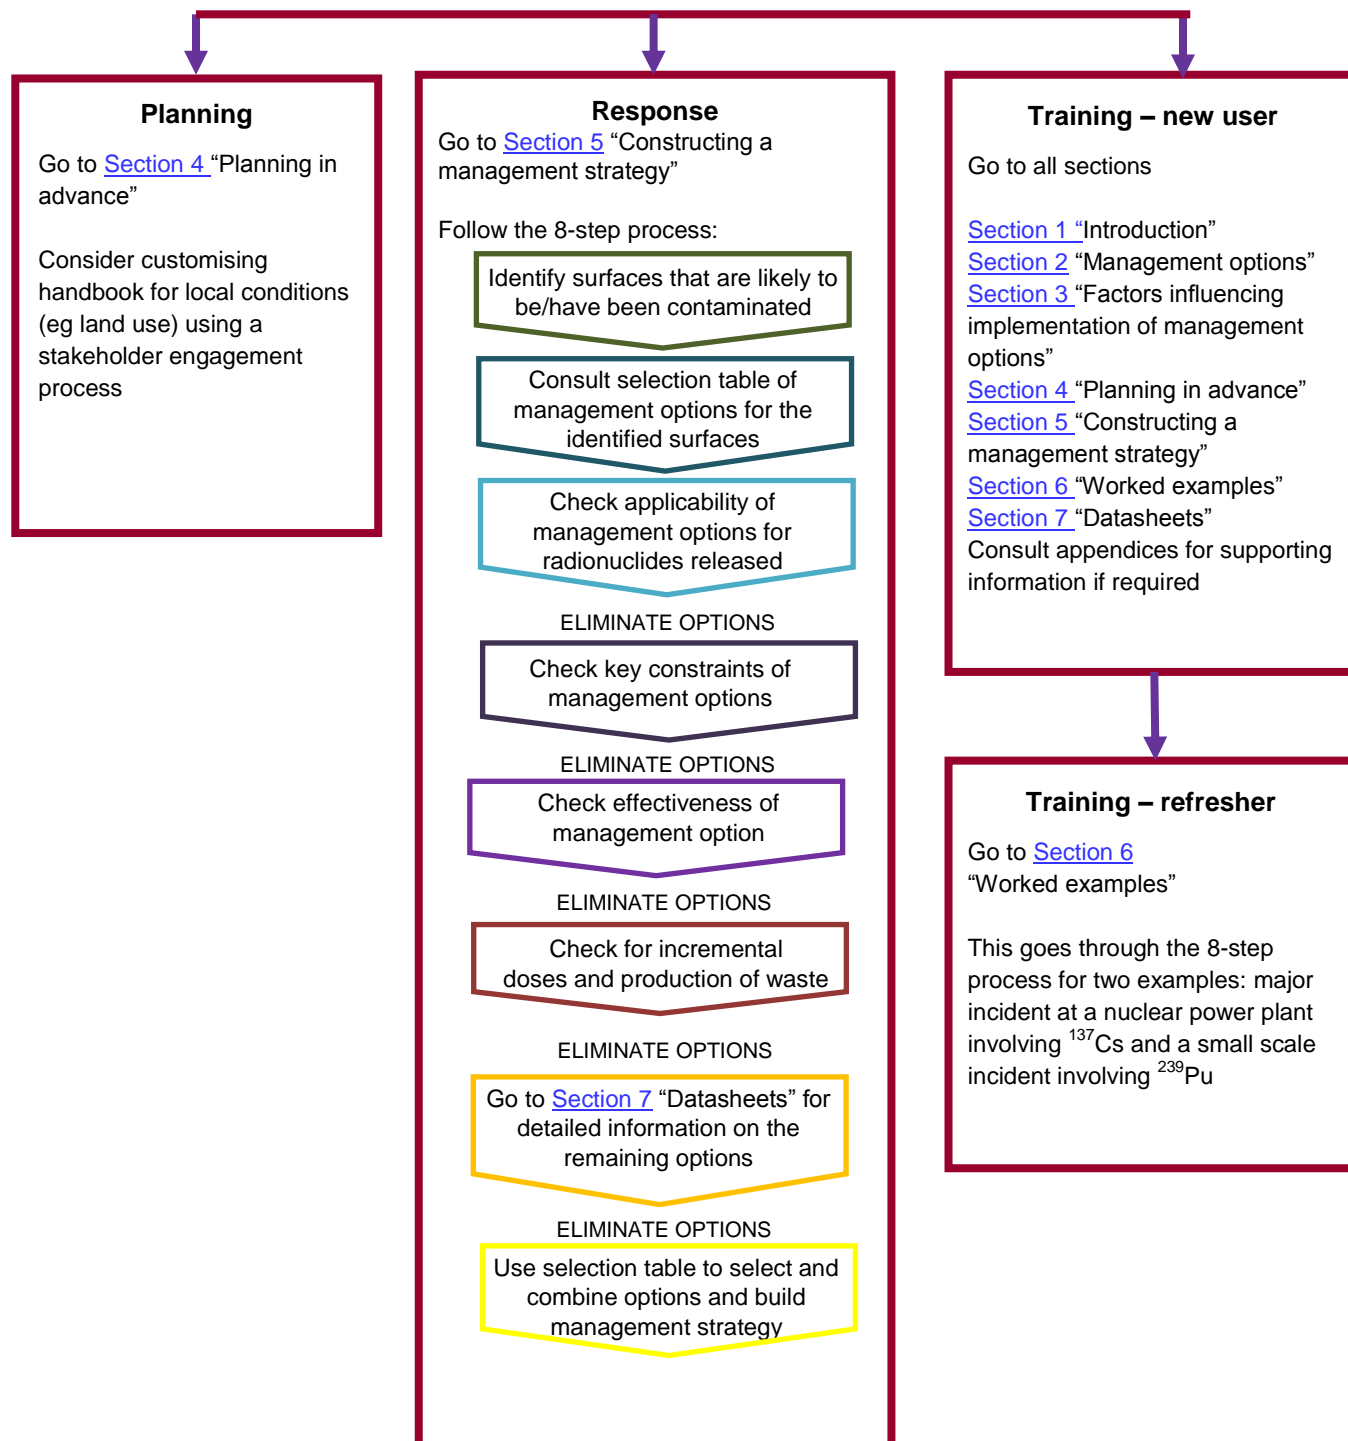 Planning
Go to Section 4 “Planning in
advance”
Consider customising
handbook for local conditions
(eg land use) using a
stakeholder engagement
process
Response
Go to Section 5 “Constructing a
management strategy”
Follow the 8-step process:
Identify surfaces that are likely to
be/have been contaminated
Consult selection table of
management options for the
identified surfaces
Check applicability of
management options for
radionuclides released
ELIMINATE OPTIONS
Check key constraints of
management options
ELIMINATE OPTIONS
Check effectiveness of
management option
ELIMINATE OPTIONS
Check for incremental
doses and production of waste
ELIMINATE OPTIONS
Go to Section 7 “Datasheets” for
detailed information on the
remaining options
ELIMINATE OPTIONS
Use selection table to select and
combine options and build
management strategy
Training – new user
Go to all sections
Section 1 “Introduction”
Section 2 “Management options”
Section 3 “Factors influencing
implementation of management
options”
Section 4 “Planning in advance”
Section 5 “Constructing a
management strategy”
Section 6 “Worked examples”
Section 7 “Datasheets”
Consult appendices for supporting
information if required
Training – refresher
Go to Section 6
“Worked examples”
This goes through the 8-step
process for two examples: major
incident at a nuclear power plant
involving ¹³⁷Cs and a small scale
incident involving ²³⁹Pu